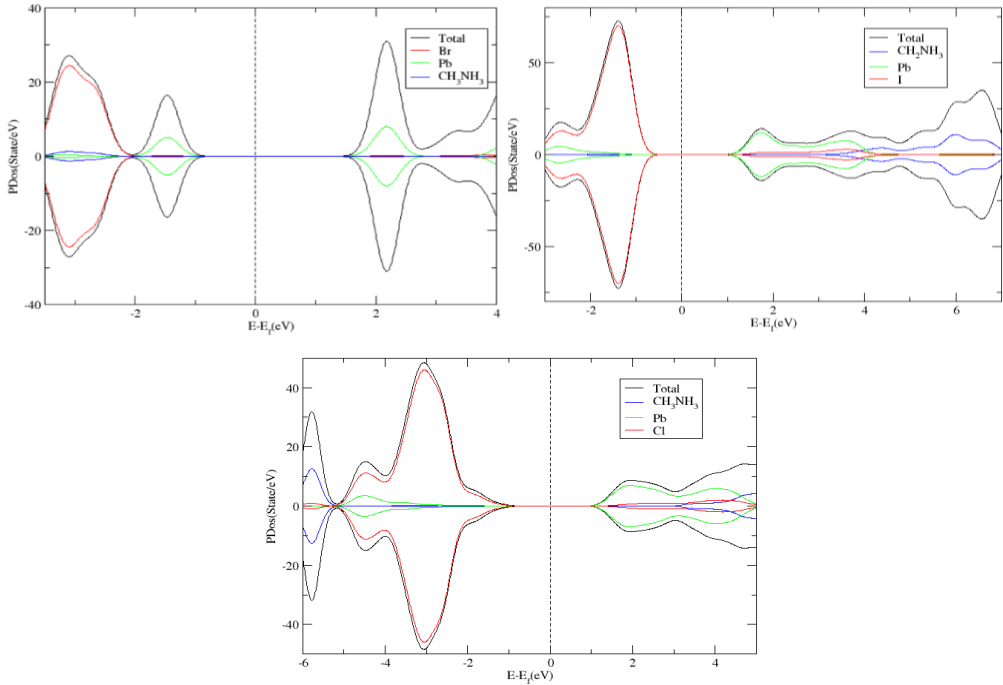 40
20
0
-20
40
PDos(State/eV)
-2
0
2
4
E-E_f(eV)
Total
Br
Pb
CH₃NH₃
50
0
-50
PDos(State/eV)
-2
0
2
4
6
E-E_f(eV)
Total
CH₂NH₃
Pb
I
40
20
0
-20
-40
PDos(State/eV)
-6
-4
-2
0
2
4
E-E_f(eV)
Total
CH₃NH₃
Pb
Cl